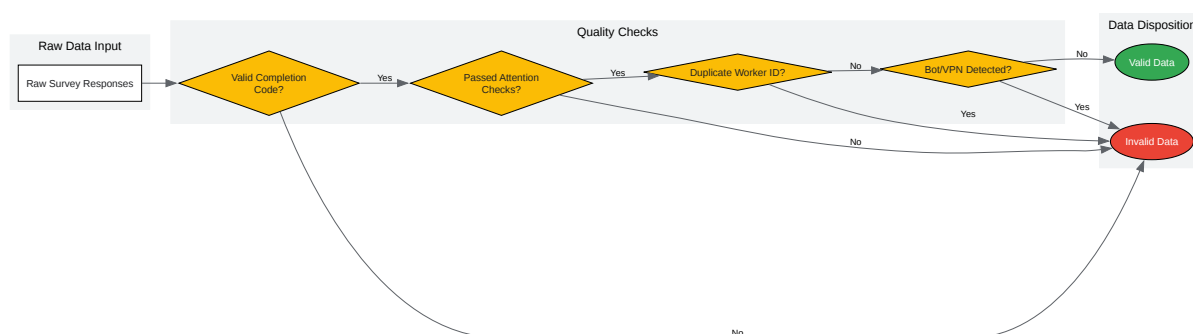 Raw Data Input
Raw Survey Responses
Quality Checks
Valid Completion
Code?
Yes
Passed Attention
Checks?
Yes
Duplicate Worker ID?
No
Bot/VPN Detected?
No
Yes
Yes
No
No
Data Disposition
Valid Data
Invalid Data